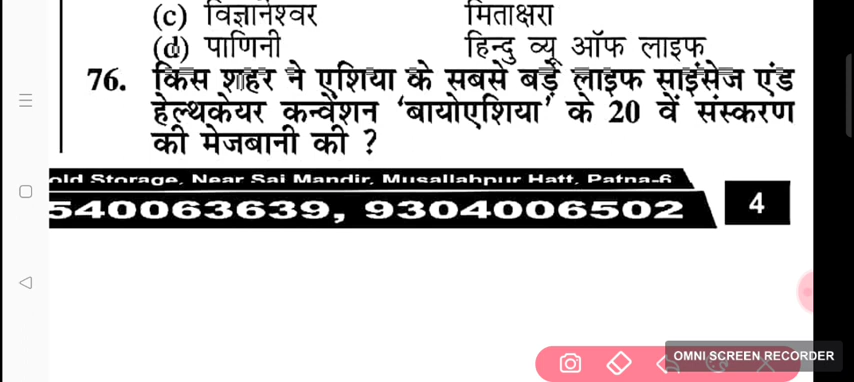 (c) विज्ञानेश्वर मिताक्षरा
(d) पाणिनी हिन्दु व्यू ऑफ लाइफ
76. किस शहर ने एशिया के सबसे बड़े लाइफ साइंसेज एंड
हेल्थकेयर कन्वेंशन ‘बायोएशिया’ के 20 वें संस्करण
की मेजबानी की ?
old Storage, Near Sai Mandir, Musallahpur Hatt, Patna-6
540063639, 9304006502
4
OMNI SCREEN RECORDER